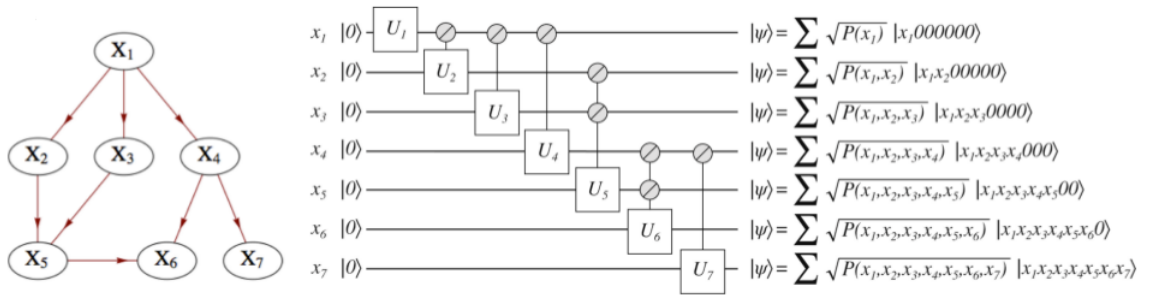 X₁
X₂ X₃ X₄
X₅ X₆ X₇
x₁ |0⟩ U₁ |ψ⟩ = ∑ √P(x₁) |x₁000000⟩
x₂ |0⟩ U₂ |ψ⟩ = ∑ √P(x₁,x₂) |x₁x₂00000⟩
x₃ |0⟩ U₃ |ψ⟩ = ∑ √P(x₁,x₂,x₃) |x₁x₂x₃0000⟩
x₄ |0⟩ U₄ |ψ⟩ = ∑ √P(x₁,x₂,x₃,x₄) |x₁x₂x₃x₄000⟩
x₅ |0⟩ U₅ |ψ⟩ = ∑ √P(x₁,x₂,x₃,x₄,x₅) |x₁x₂x₃x₄x₅00⟩
x₆ |0⟩ U₆ |ψ⟩ = ∑ √P(x₁,x₂,x₃,x₄,x₅,x₆) |x₁x₂x₃x₄x₅x₆0⟩
x₇ |0⟩ U₇ |ψ⟩ = ∑ √P(x₁,x₂,x₃,x₄,x₅,x₆,x₇) |x₁x₂x₃x₄x₅x₆x₇⟩